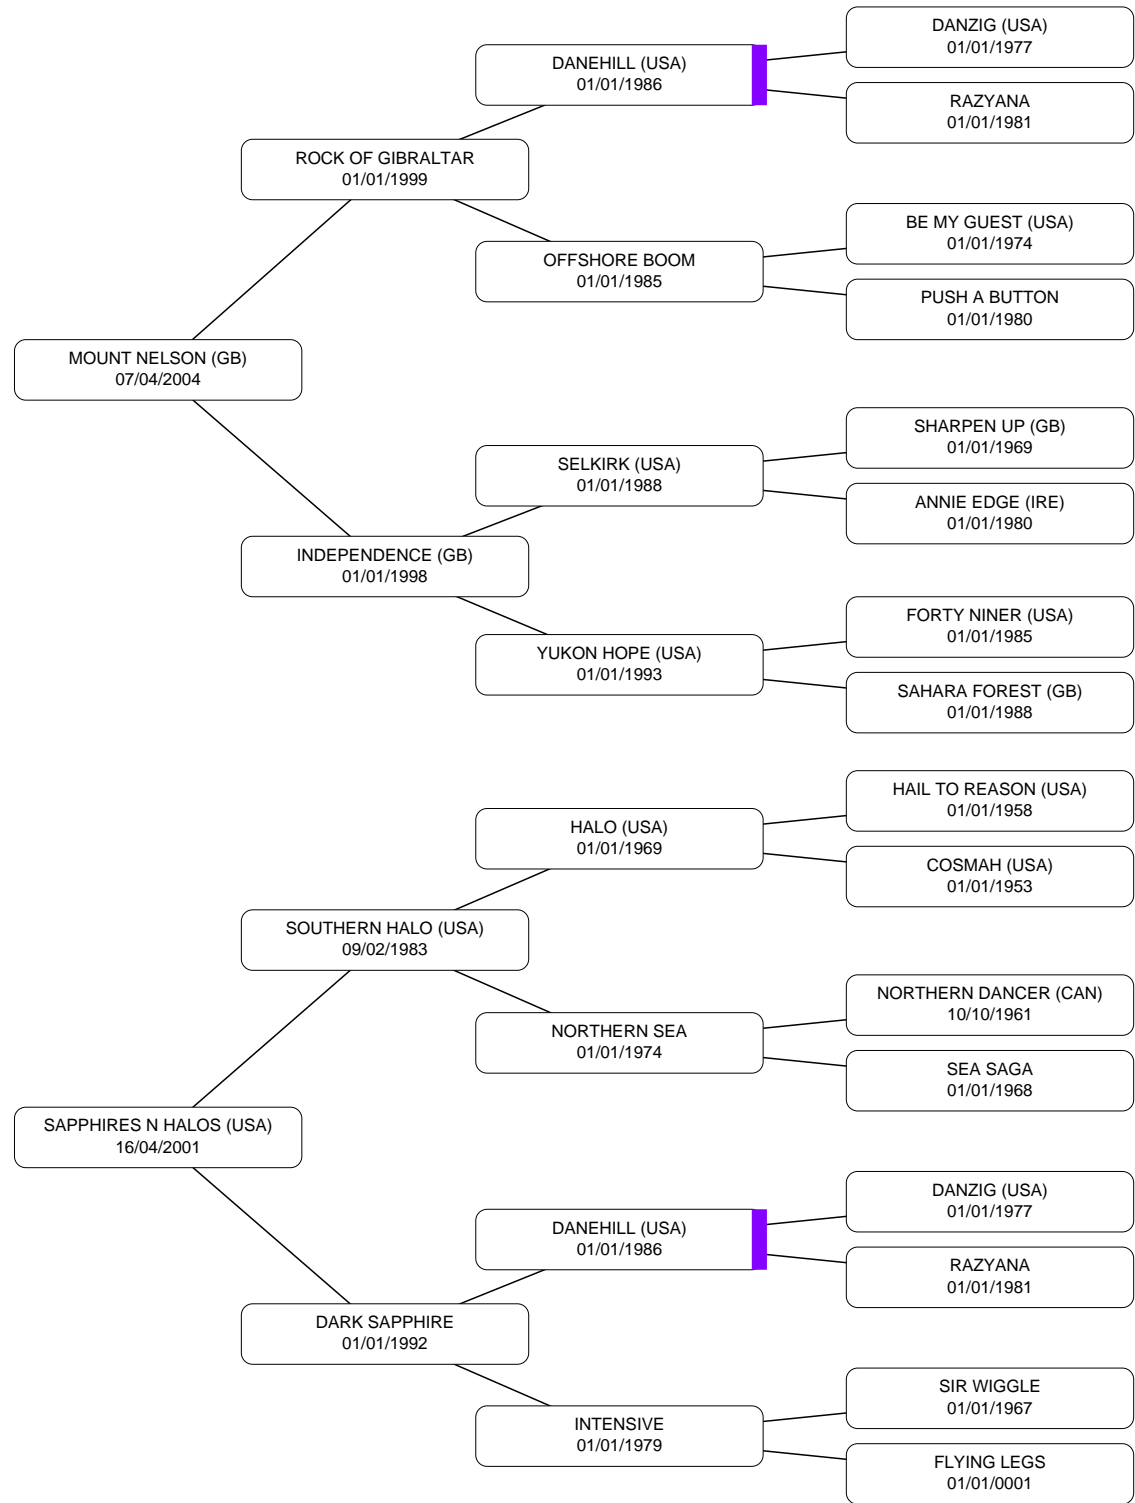 DANZIG (USA)
01/01/1977
DANEHILL (USA)
01/01/1986
RAZYANA
01/01/1981
ROCK OF GIBRALTAR
01/01/1999
BE MY GUEST (USA)
01/01/1974
OFFSHORE BOOM
01/01/1985
PUSH A BUTTON
01/01/1980
MOUNT NELSON (GB)
07/04/2004
SHARPEN UP (GB)
01/01/1969
SELKIRK (USA)
01/01/1988
ANNIE EDGE (IRE)
01/01/1980
INDEPENDENCE (GB)
01/01/1998
FORTY NINER (USA)
01/01/1985
YUKON HOPE (USA)
01/01/1993
SAHARA FOREST (GB)
01/01/1988
HAIL TO REASON (USA)
01/01/1958
HALO (USA)
01/01/1969
COSMAH (USA)
01/01/1953
SOUTHERN HALO (USA)
09/02/1983
NORTHERN DANCER (CAN)
10/10/1961
NORTHERN SEA
01/01/1974
SEA SAGA
01/01/1968
SAPPHIRES N HALOS (USA)
16/04/2001
DANZIG (USA)
01/01/1977
DANEHILL (USA)
01/01/1986
RAZYANA
01/01/1981
DARK SAPPHIRE
01/01/1992
SIR WIGGLE
01/01/1967
INTENSIVE
01/01/1979
FLYING LEGS
01/01/0001